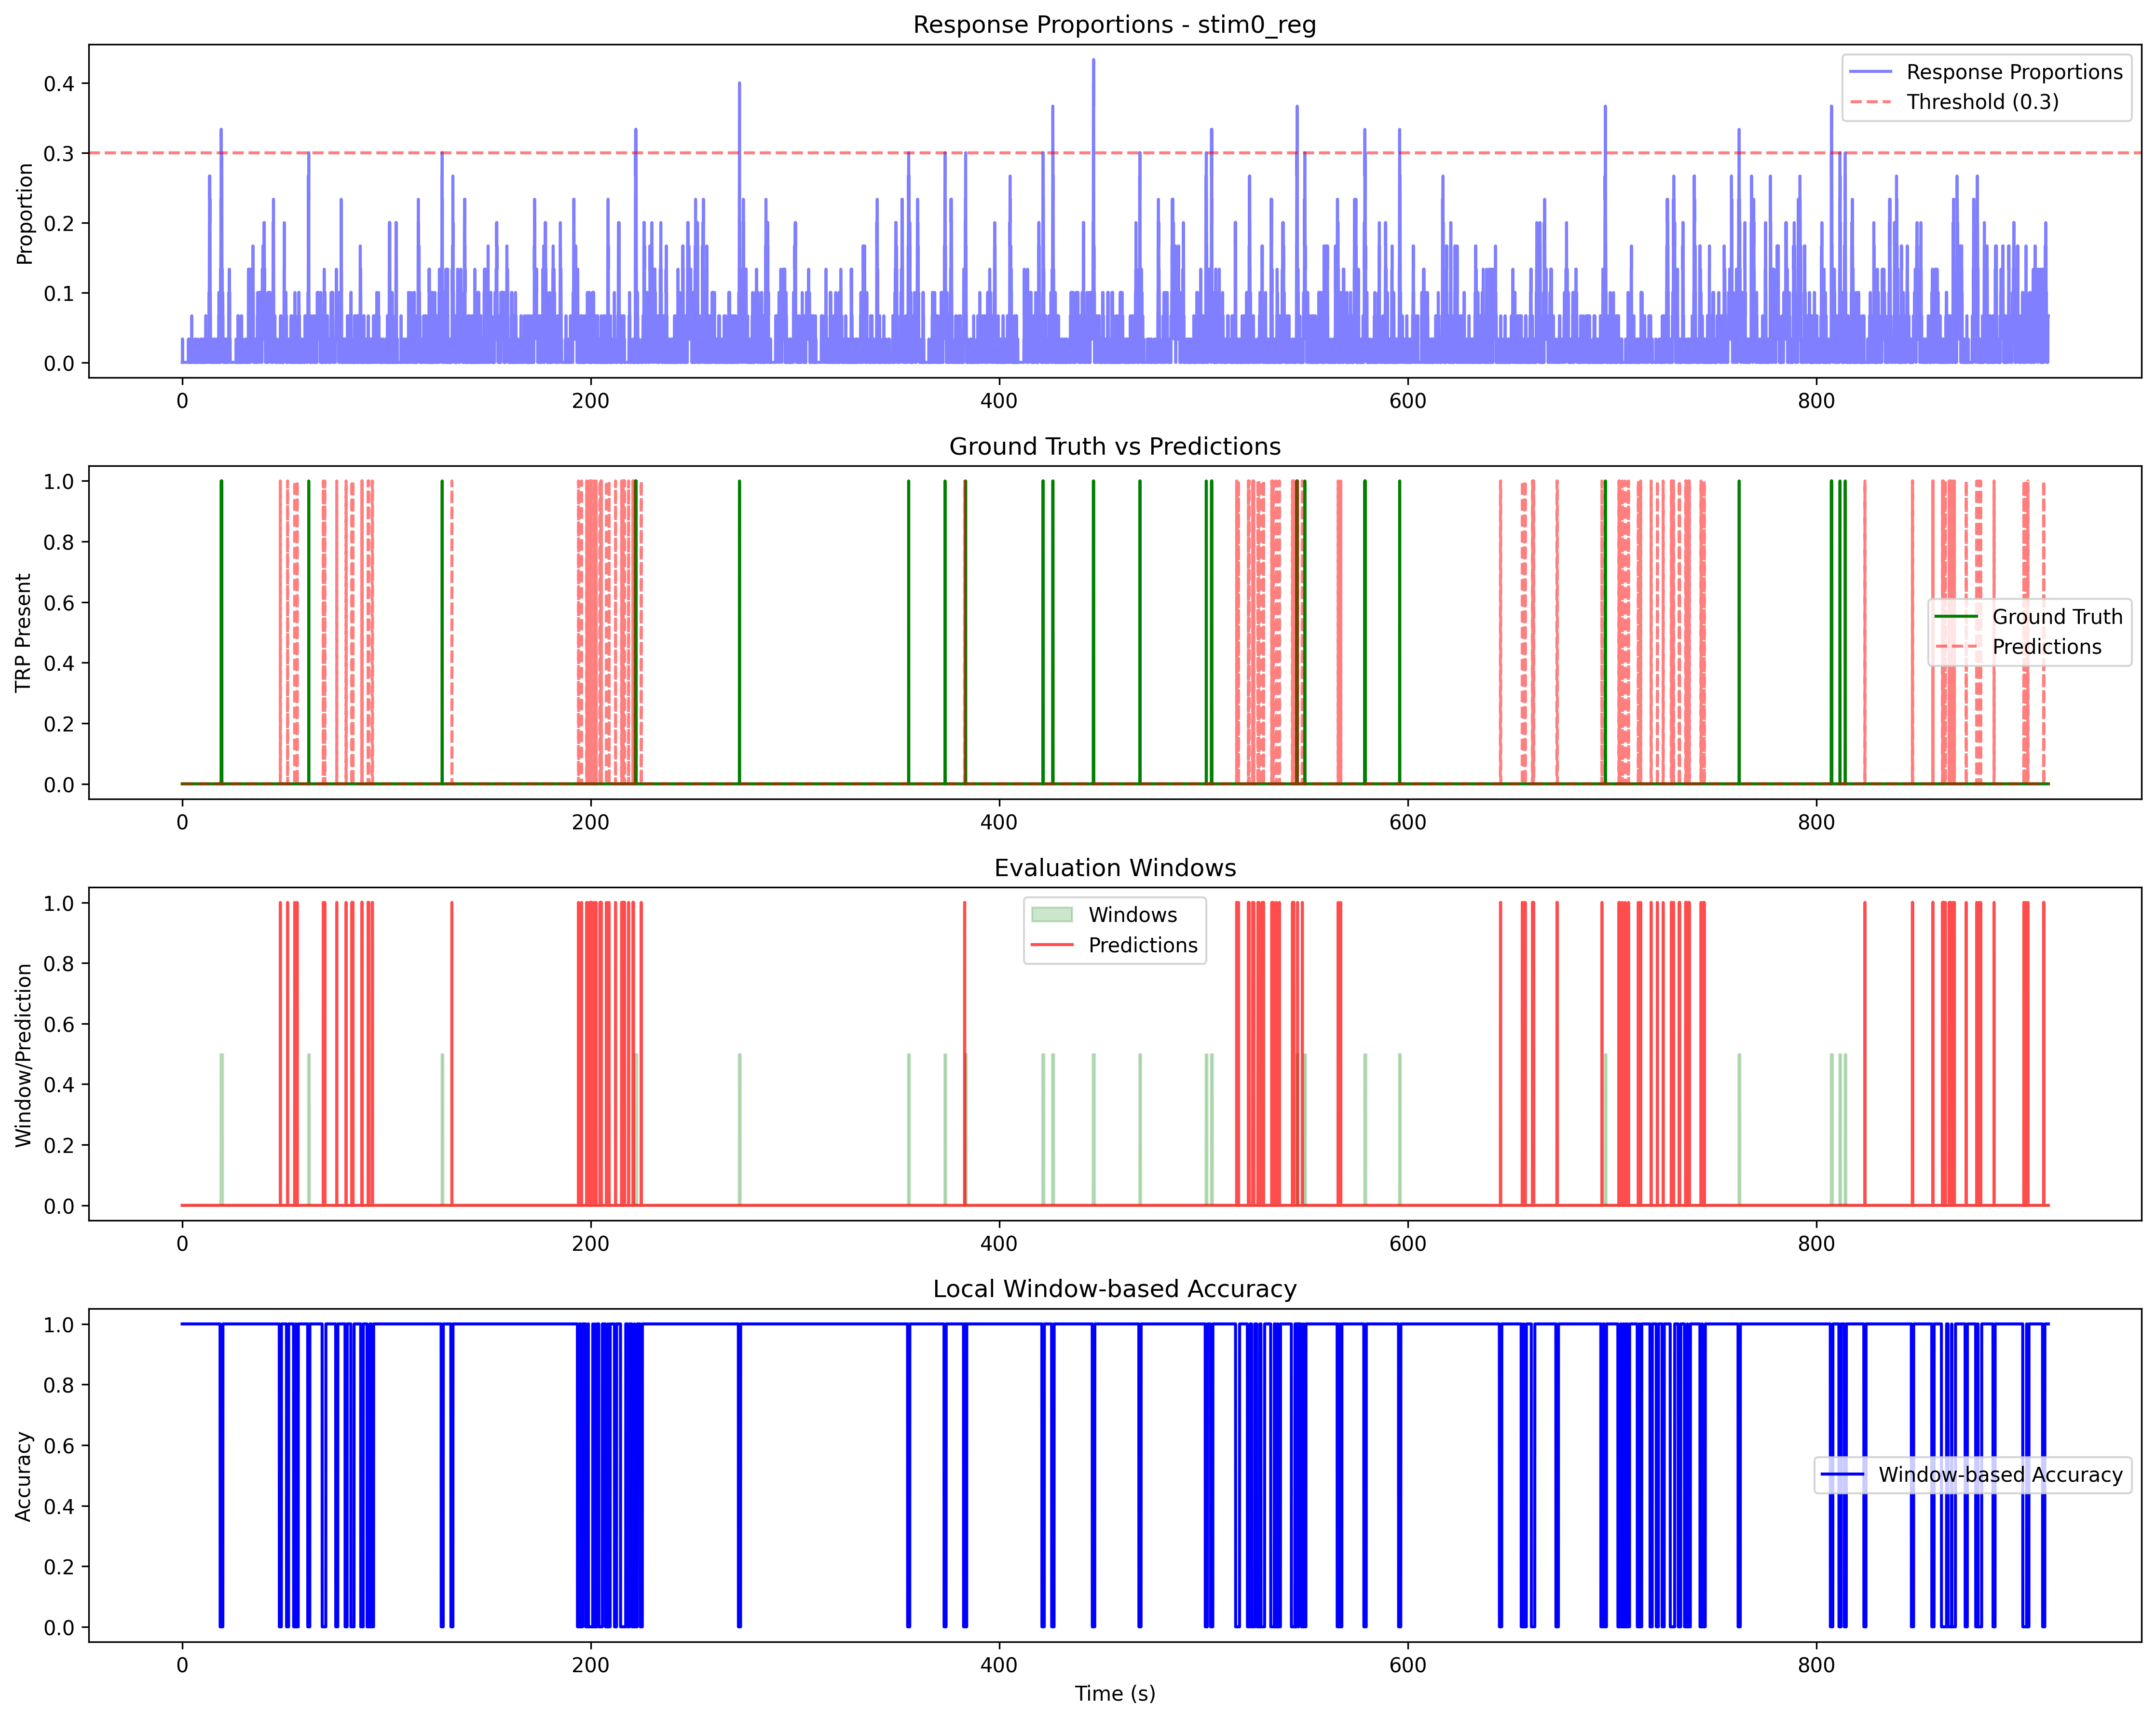 Response Proportions - stim0_reg
Proportion
0.4
0.3
0.2
0.1
0.0
Response Proportions
Threshold (0.3)
0
200
400
600
800
Ground Truth vs Predictions
TRP Present
1.0
0.8
0.6
0.4
0.2
0.0
Ground Truth
Predictions
0
200
400
600
800
Evaluation Windows
Window/Prediction
1.0
0.8
0.6
0.4
0.2
0.0
Windows
Predictions
0
200
400
600
800
Local Window-based Accuracy
Accuracy
1.0
0.8
0.6
0.4
0.2
0.0
Window-based Accuracy
0
200
400
600
800
Time (s)